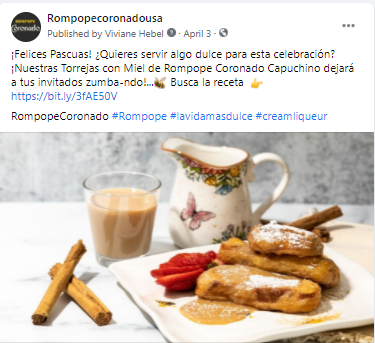 ROMPOPE
Coronado
Rompopecoronadousa
Published by Viviane Hebel · April 3 ·
¡Felices Pascuas! ¿Quieres servir algo dulce para esta celebración?
¡Nuestras Torrejas con Miel de Rompope Coronado Capuchino dejará
a tus invitados zumba-ndo!...🐝 Busca la receta 👉
https://bit.ly/3fAE50V
RompopeCoronado #Rompope #lavidamasdulce #creamliqueur